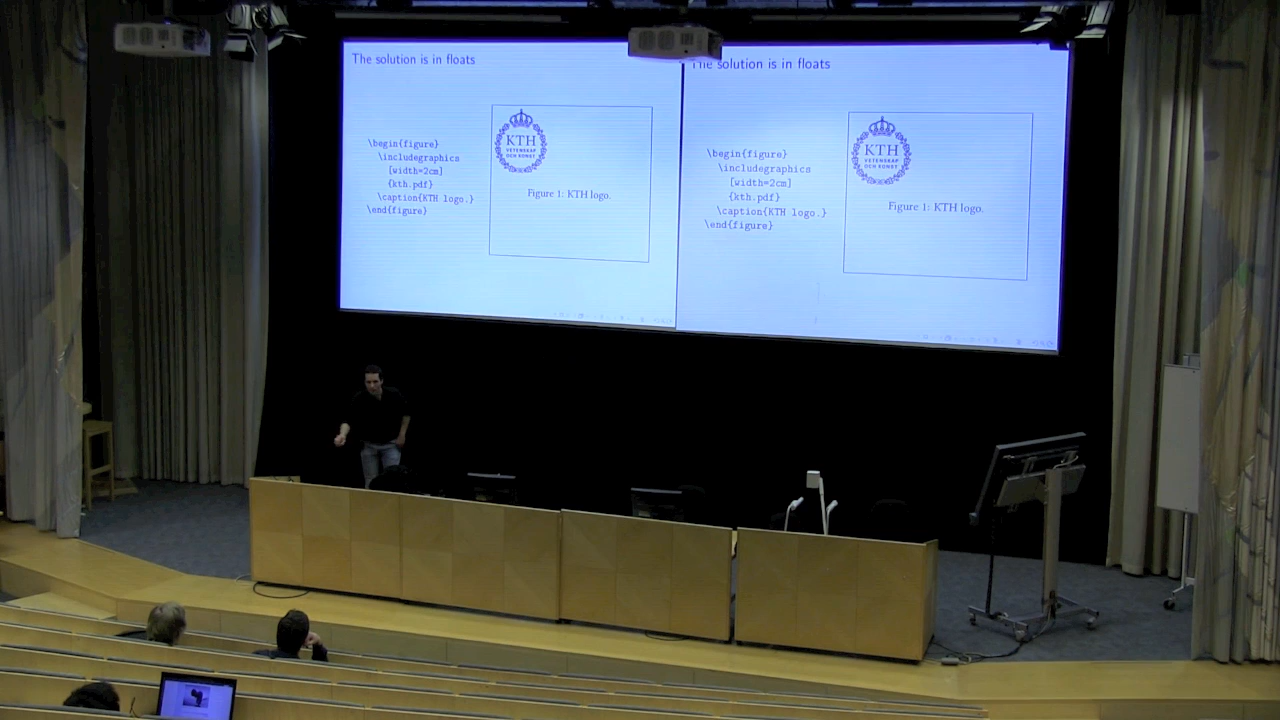 The solution is in floats
\begin{figure}
\includegraphics
[width=2cm]
{kth.pdf}
\caption{KTH logo.}
\end{figure}
KTH
VETENSKAP
OCH KONST
Figure 1: KTH logo.
The solution is in floats
\begin{figure}
\includegraphics
[width=2cm]
{kth.pdf}
\caption{KTH logo.}
\end{figure}
KTH
VETENSKAP
OCH KONST
Figure 1: KTH logo.